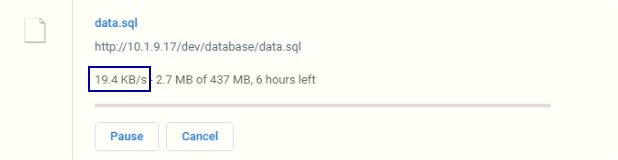 data.sql
http://10.1.9.17/dev/database/data.sql
19.4 KB/s - 2.7 MB of 437 MB, 6 hours left
Pause Cancel